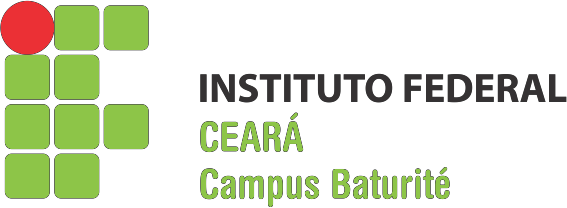 INSTITUTO FEDERAL
CEARÁ
Campus Baturité